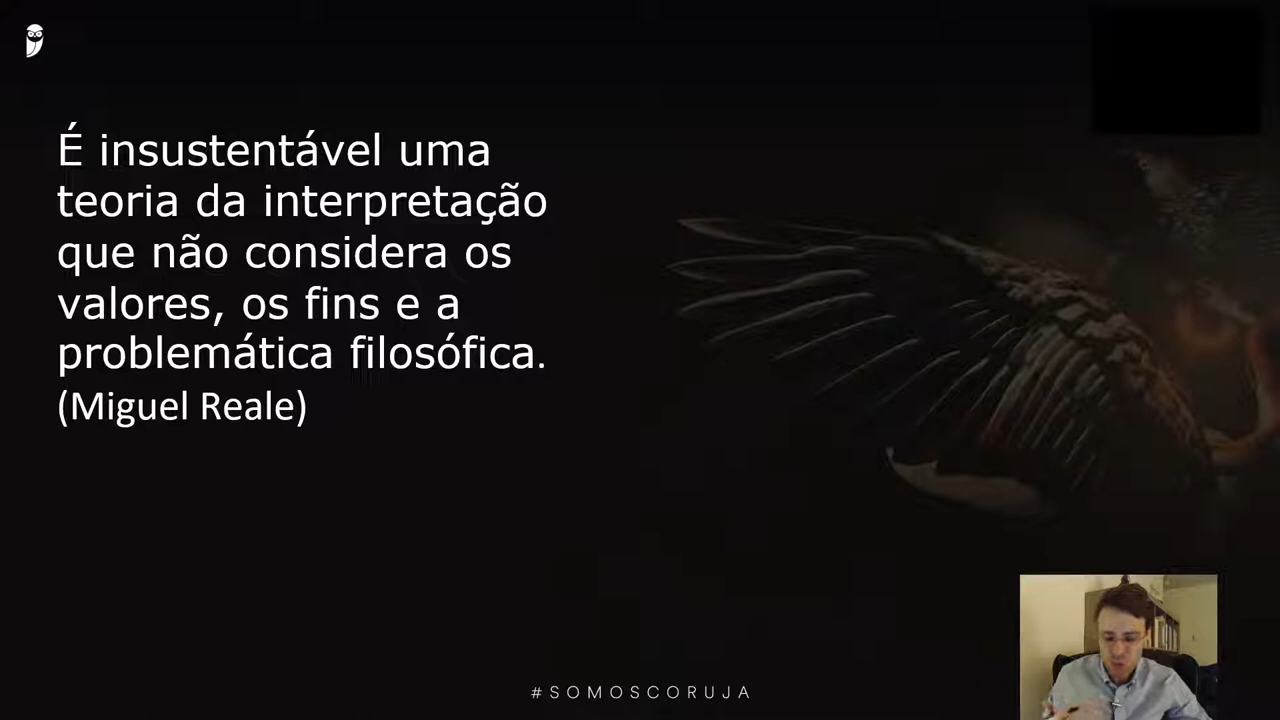 É insustentável uma
teoria da interpretação
que não considera os
valores, os fins e a
problemática filosófica.
(Miguel Reale)
#SOMOSCORUJA